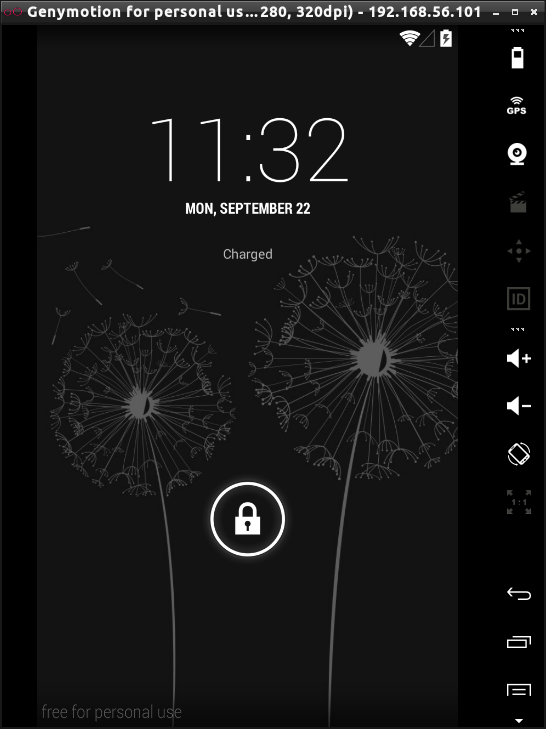 Genymotion for personal us...280, 320dpi) - 192.168.56.101
GPS
11:32
MON, SEPTEMBER 22
Charged
ID
1:1
free for personal use